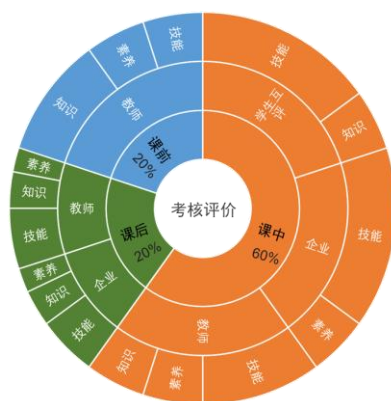 考核评价
课中
60%
学生互评
技能
知识
企业
技能
素养
教师
技能
素养
知识
课后
20%
企业
技能
知识
素养
教师
技能
知识
素养
课前
20%
教师
知识
素养
技能